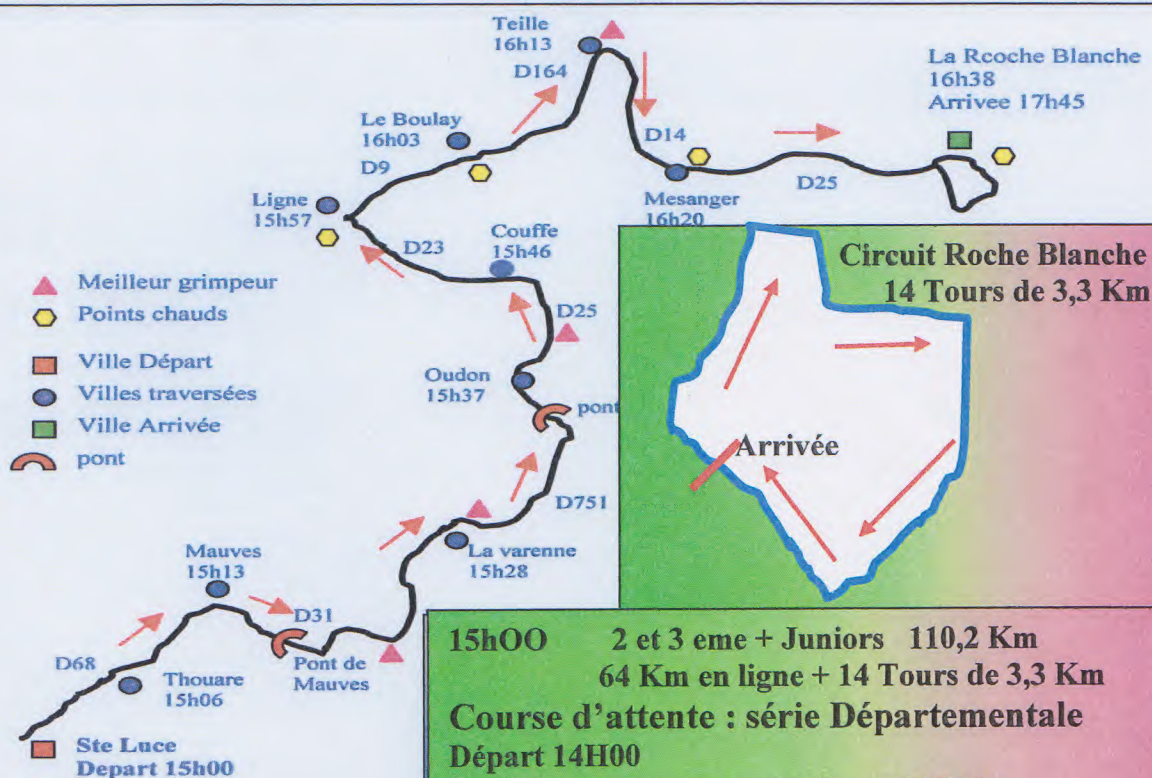 Teille
16h13
D164
La Rcoche Blanche
16h38
Arrivee 17h45
Le Boulay
16h03
D14
D9
D25
Ligne
15h57
Mesanger
16h20
Couffe
15h46
D23
Circuit Roche Blanche
14 Tours de 3,3 Km
Meilleur grimpeur
Points chauds
D25
Ville Départ
Villes traversées
Ville Arrivée
pont
Oudon
15h37
pont
Arrivée
D751
Mauves
15h13
La varenne
15h28
D31
Pont de
Mauves
D68
Thouare
15h06
Ste Luce
Depart 15h00
15hOO 2 et 3 eme + Juniors 110,2 Km
64 Km en ligne + 14 Tours de 3,3 Km
Course d'attente : série Départementale
Départ 14H00